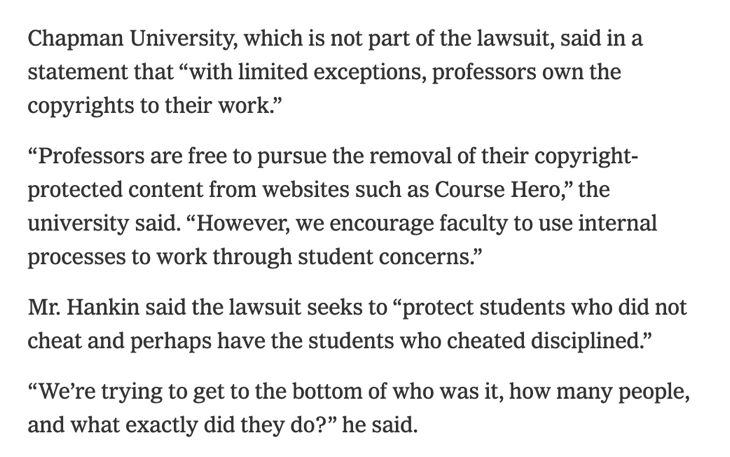 Chapman University, which is not part of the lawsuit, said in a
statement that “with limited exceptions, professors own the
copyrights to their work.”
“Professors are free to pursue the removal of their copyright-
protected content from websites such as Course Hero,” the
university said. “However, we encourage faculty to use internal
processes to work through student concerns.”
Mr. Hankin said the lawsuit seeks to “protect students who did not
cheat and perhaps have the students who cheated disciplined.”
“We’re trying to get to the bottom of who was it, how many people,
and what exactly did they do?” he said.